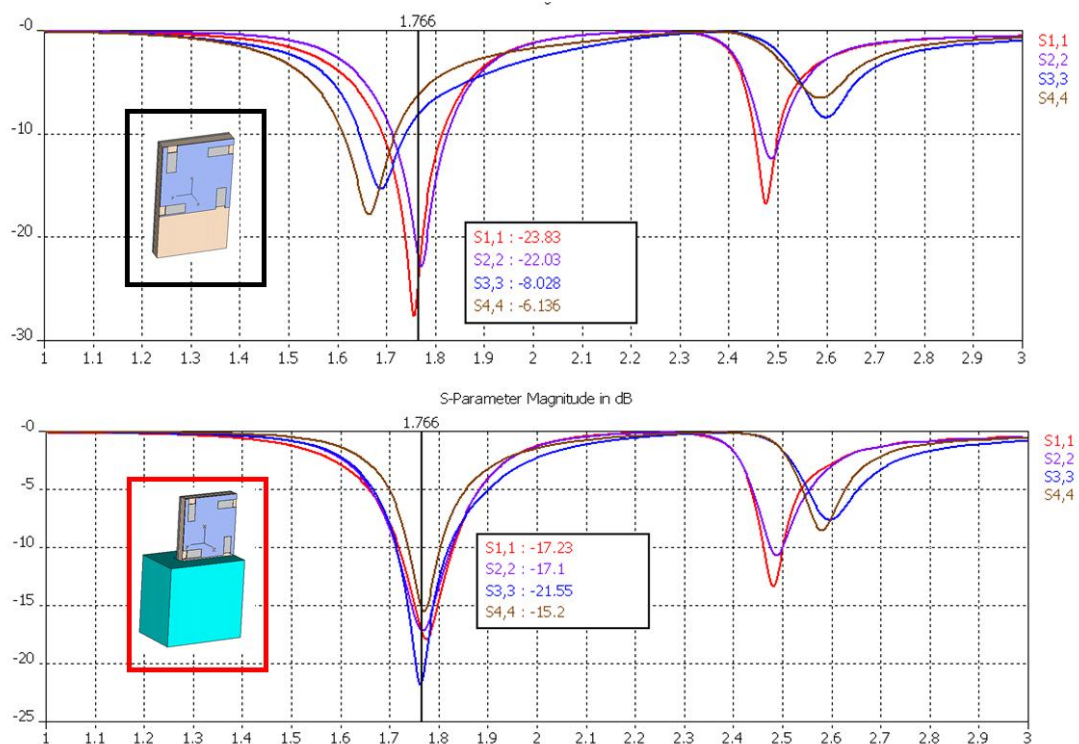 1.766
-0
-10
-20
-30
S1,1
S2,2
S3,3
S4,4
S1,1 : -23.83
S2,2 : -22.03
S3,3 : -8.028
S4,4 : -6.136
1 1.1 1.2 1.3 1.4 1.5 1.6 1.7 1.8 1.9 2 2.1 2.2 2.3 2.4 2.5 2.6 2.7 2.8 2.9 3
S-Parameter Magnitude in dB
1.766
-0
-5
-10
-15
-20
-25
S1,1
S2,2
S3,3
S4,4
S1,1 : -17.23
S2,2 : -17.1
S3,3 : -21.55
S4,4 : -15.2
1 1.1 1.2 1.3 1.4 1.5 1.6 1.7 1.8 1.9 2 2.1 2.2 2.3 2.4 2.5 2.6 2.7 2.8 2.9 3